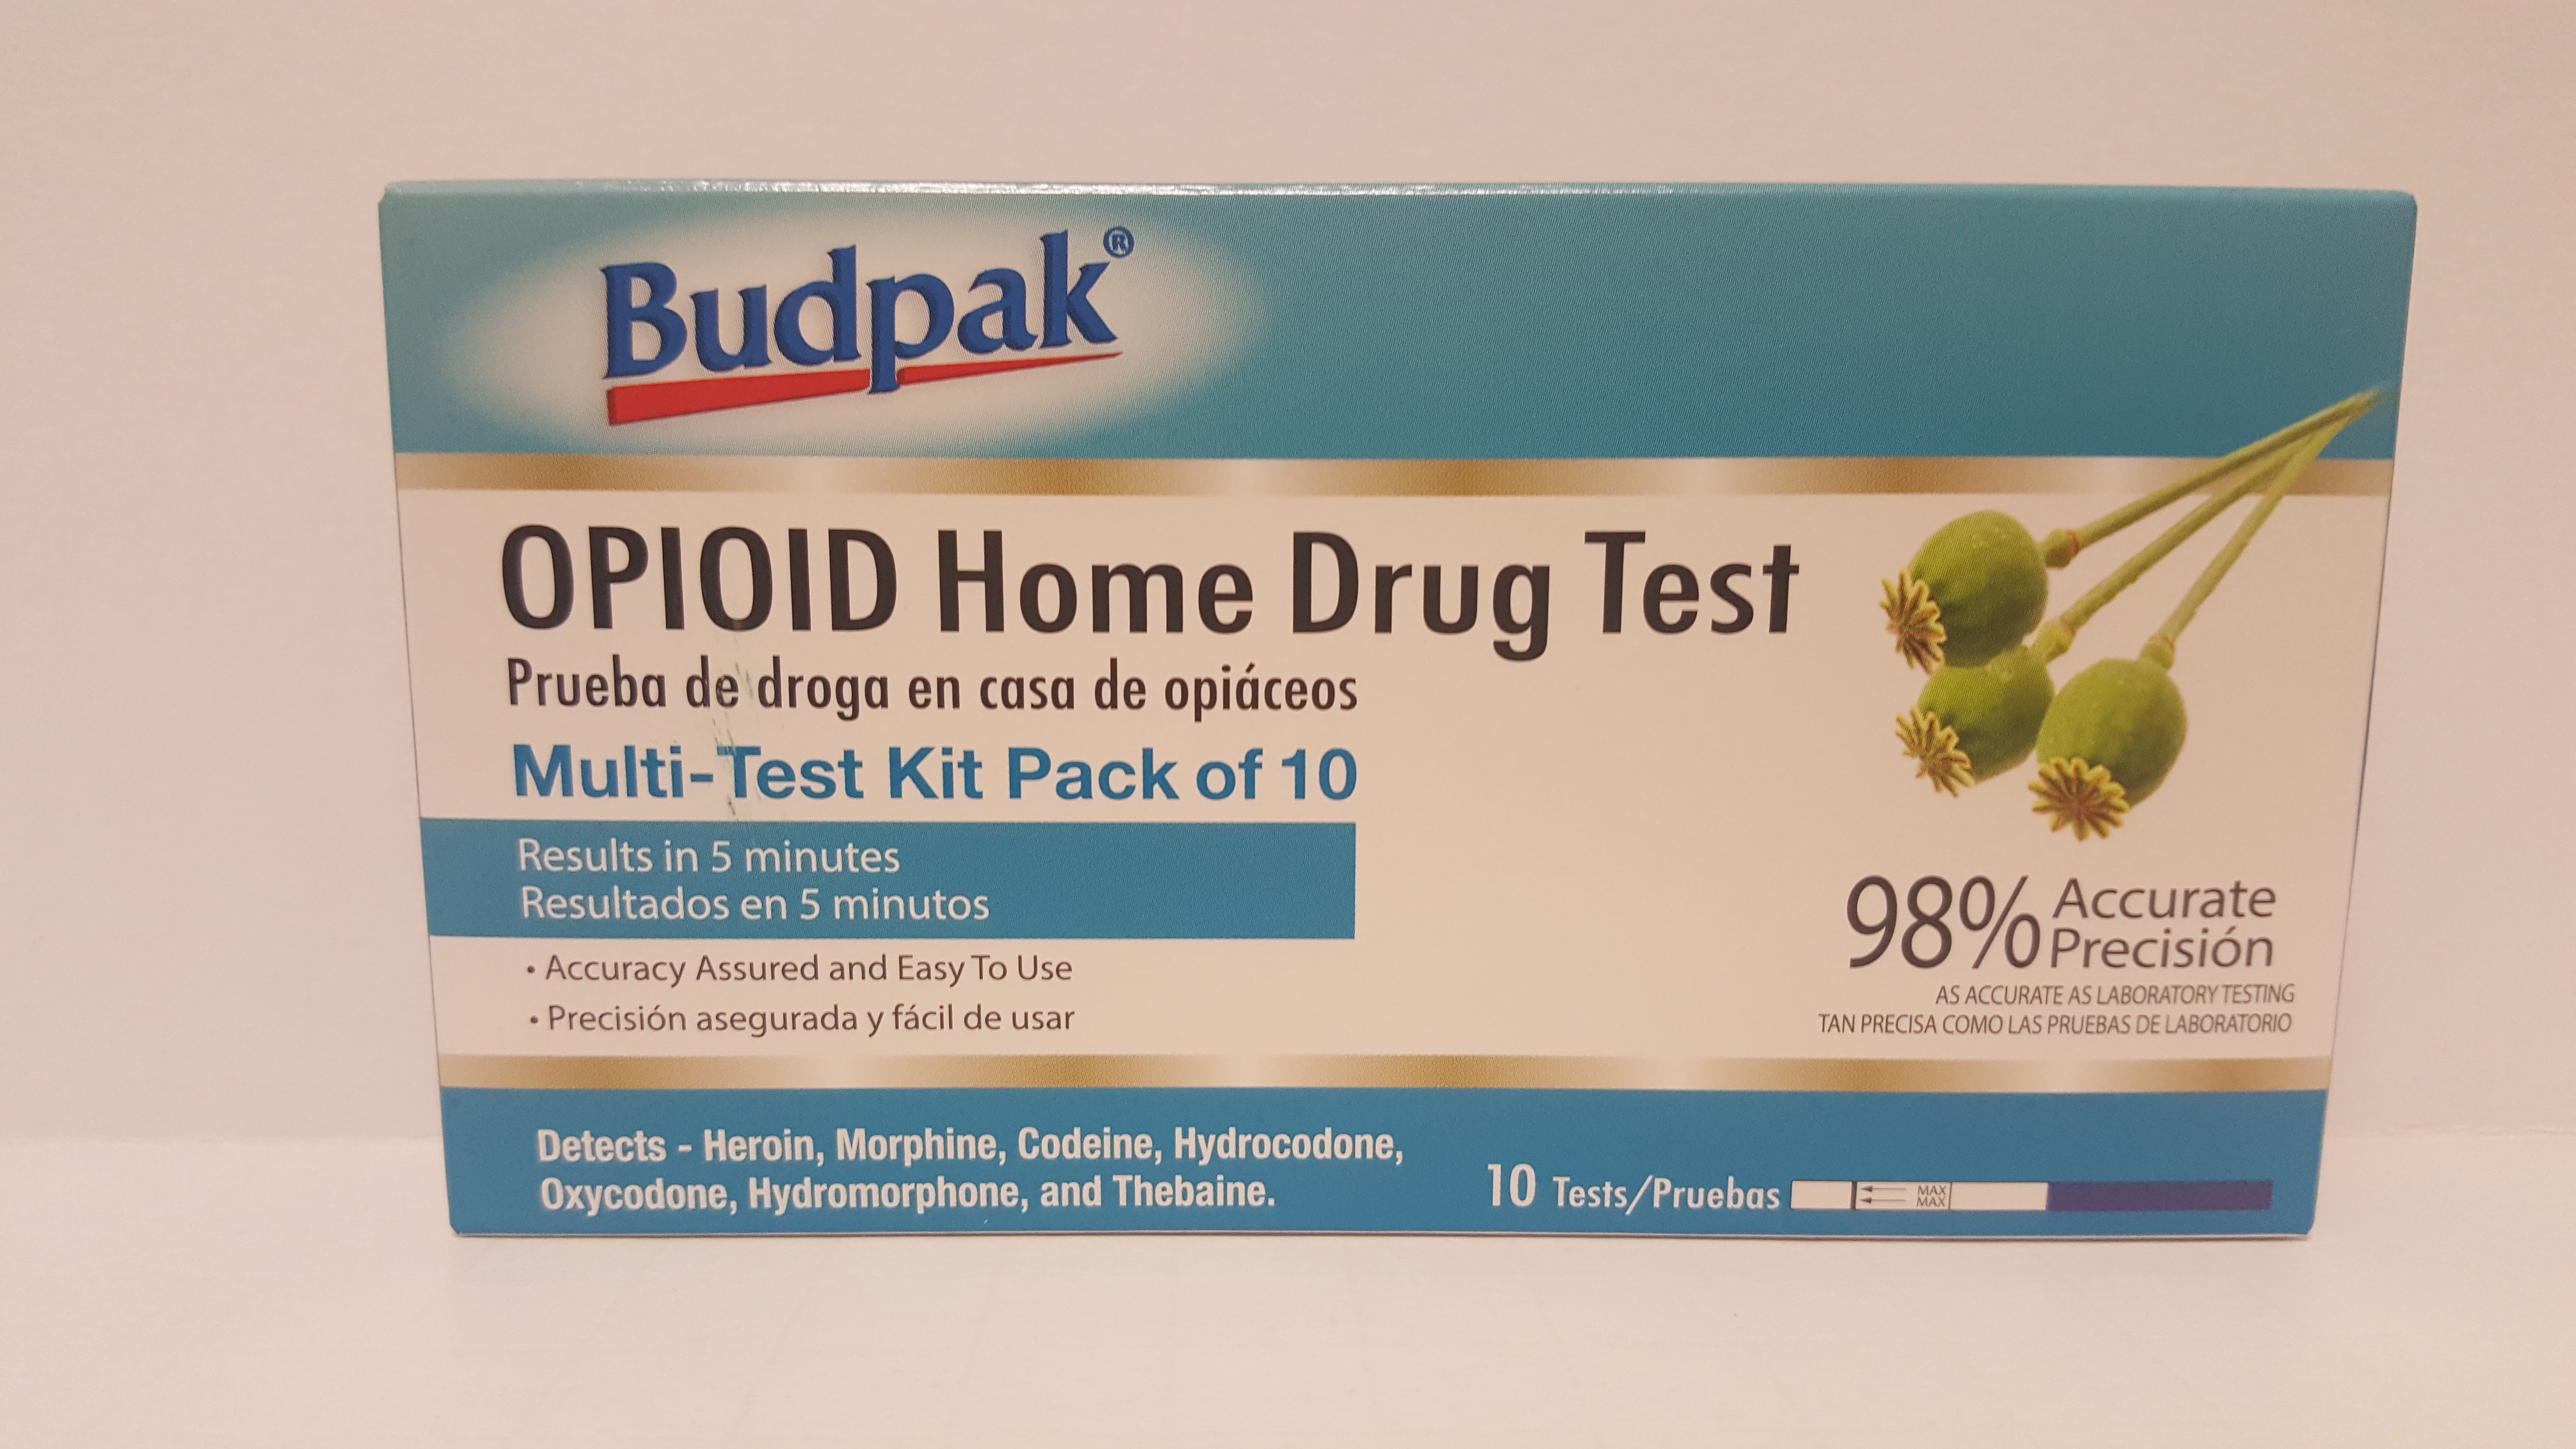 Budpak®
OPIOID Home Drug Test
Prueba de droga en casa de opiáceos
Multi-Test Kit Pack of 10
Results in 5 minutes
Resultados en 5 minutos
• Accuracy Assured and Easy To Use
• Precisión asegurada y fácil de usar
98% Accurate
Precisión
AS ACCURATE AS LABORATORY TESTING
TAN PRECISA COMO LAS PRUEBAS DE LABORATORIO
Detects - Heroin, Morphine, Codeine, Hydrocodone,
Oxycodone, Hydromorphone, and Thebaine.
10 Tests/Pruebas
MAX
MAX